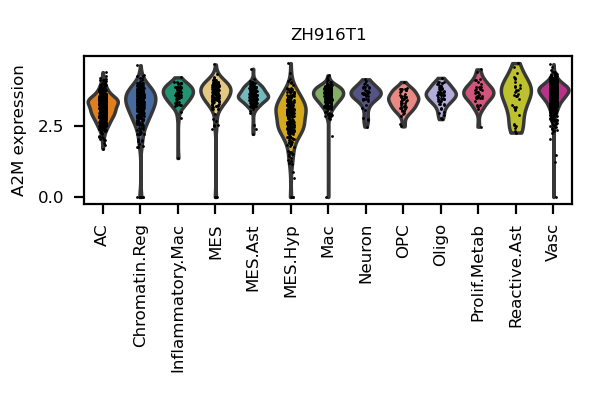 ZH916T1
A2M expression
2.5
0.0
AC
Chromatin.Reg
Inflammatory.Mac
MES
MES.Ast
MES.Hyp
Mac
Neuron
OPC
Oligo
Prolif.Metab
Reactive.Ast
Vasc